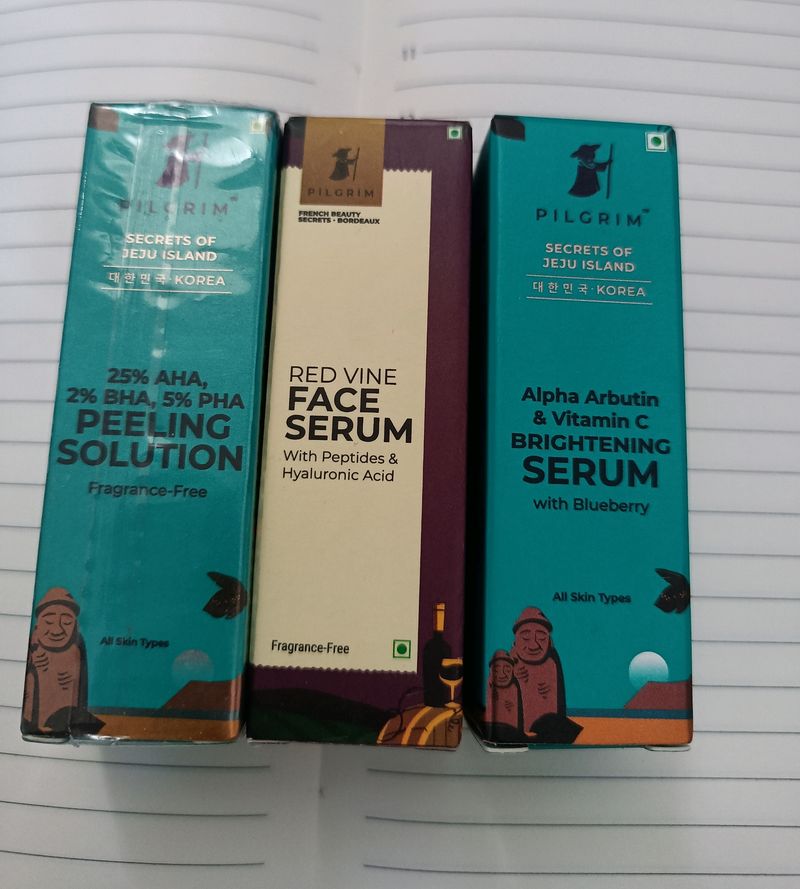 PILGRIM™
SECRETS OF
JEJU ISLAND
대한민국·KOREA
25% AHA,
2% BHA, 5% PHA
PEELING
SOLUTION
Fragrance-Free
All Skin Types
PILGRIM
FRENCH BEAUTY
SECRETS • BORDEAUX
RED VINE
FACE
SERUM
With Peptides &
Hyaluronic Acid
Fragrance-Free
PILGRIM™
SECRETS OF
JEJU ISLAND
대한민국·KOREA
Alpha Arbutin
& Vitamin C
BRIGHTENING
SERUM
with Blueberry
All Skin Types